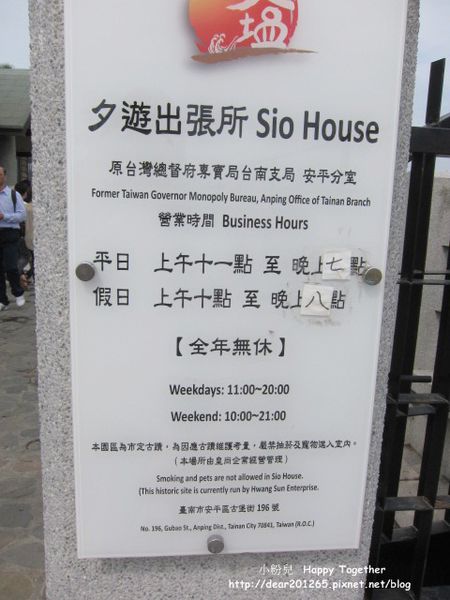 夕遊出張所 Sio House
原台灣總督府專賣局台南支局 安平分室
Former Taiwan Governor Monopoly Bureau, Anping Office of Tainan Branch
營業時間 Business Hours
平日 上午十一點 至 晚上七點
假日 上午十點 至 晚上八點
【全年無休】
Weekdays: 11:00~20:00
Weekend: 10:00~21:00
本園區為市定古蹟，為因應古蹟維護考量，嚴禁抽菸及寵物進入室內。
（本場所由皇尚企業經營管理）
Smoking and pets are not allowed in Sio House.
(This historic site is currently run by Hwang Sun Enterprise.
臺南市安平區古堡街 196 號
No. 196, Gubao St., Anping Dist., Tainan City 70841, Taiwan (R.O.C.)
小粉兒 Happy Together
http://dear201265.pixnet.net/blog